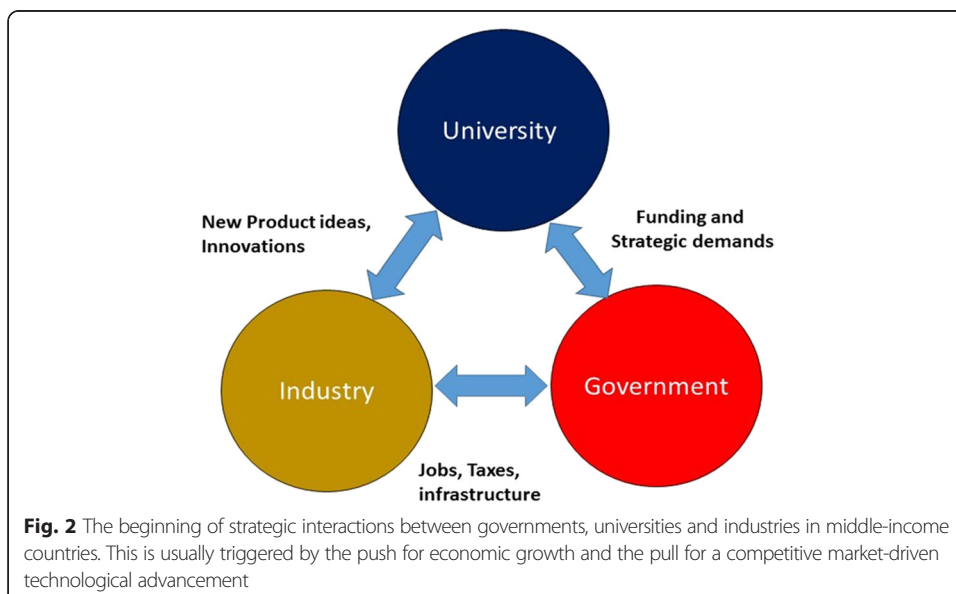 University
New Product ideas,
Innovations
Funding and
Strategic demands
Industry
Government
Jobs, Taxes,
infrastructure
Fig. 2 The beginning of strategic interactions between governments, universities and industries in middle-income
countries. This is usually triggered by the push for economic growth and the pull for a competitive market-driven
technological advancement